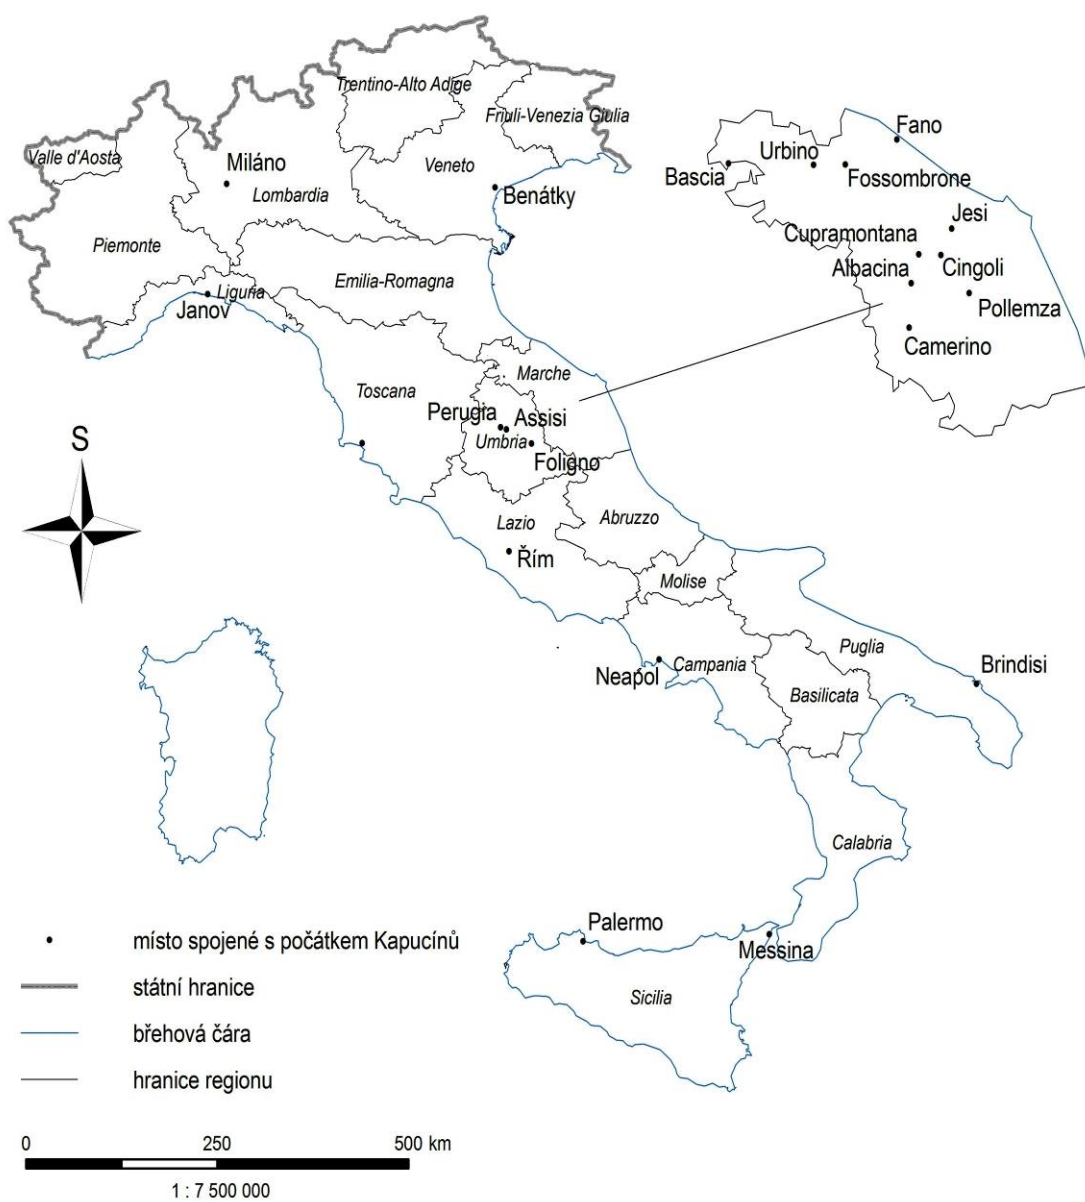 Trentino-Alto Adige
Friuli-Venezia Giulia
Valle d'Aosta
Miláno
Veneto
Lombardia
Benátky
Piemonte
Emilia-Romagna
Liguria
Janov
Marche
Toscana
Perugia
Assisi
Umbria
Foligno
Lazio
Abruzzo
Řím
Molise
Puglia
Neapol
Campania
Brindisi
Basilicata
Calabria
Palermo
Messina
Sicilia
Fano
Urbino
Bascia
Fossombrone
Jesi
Cupramontana
Albacina
Cingoli
Pollemza
Camerino
S
místo spojené s počátkem Kapucínů
státní hranice
břehová čára
hranice regionu
0 250 500 km
1 : 7 500 000